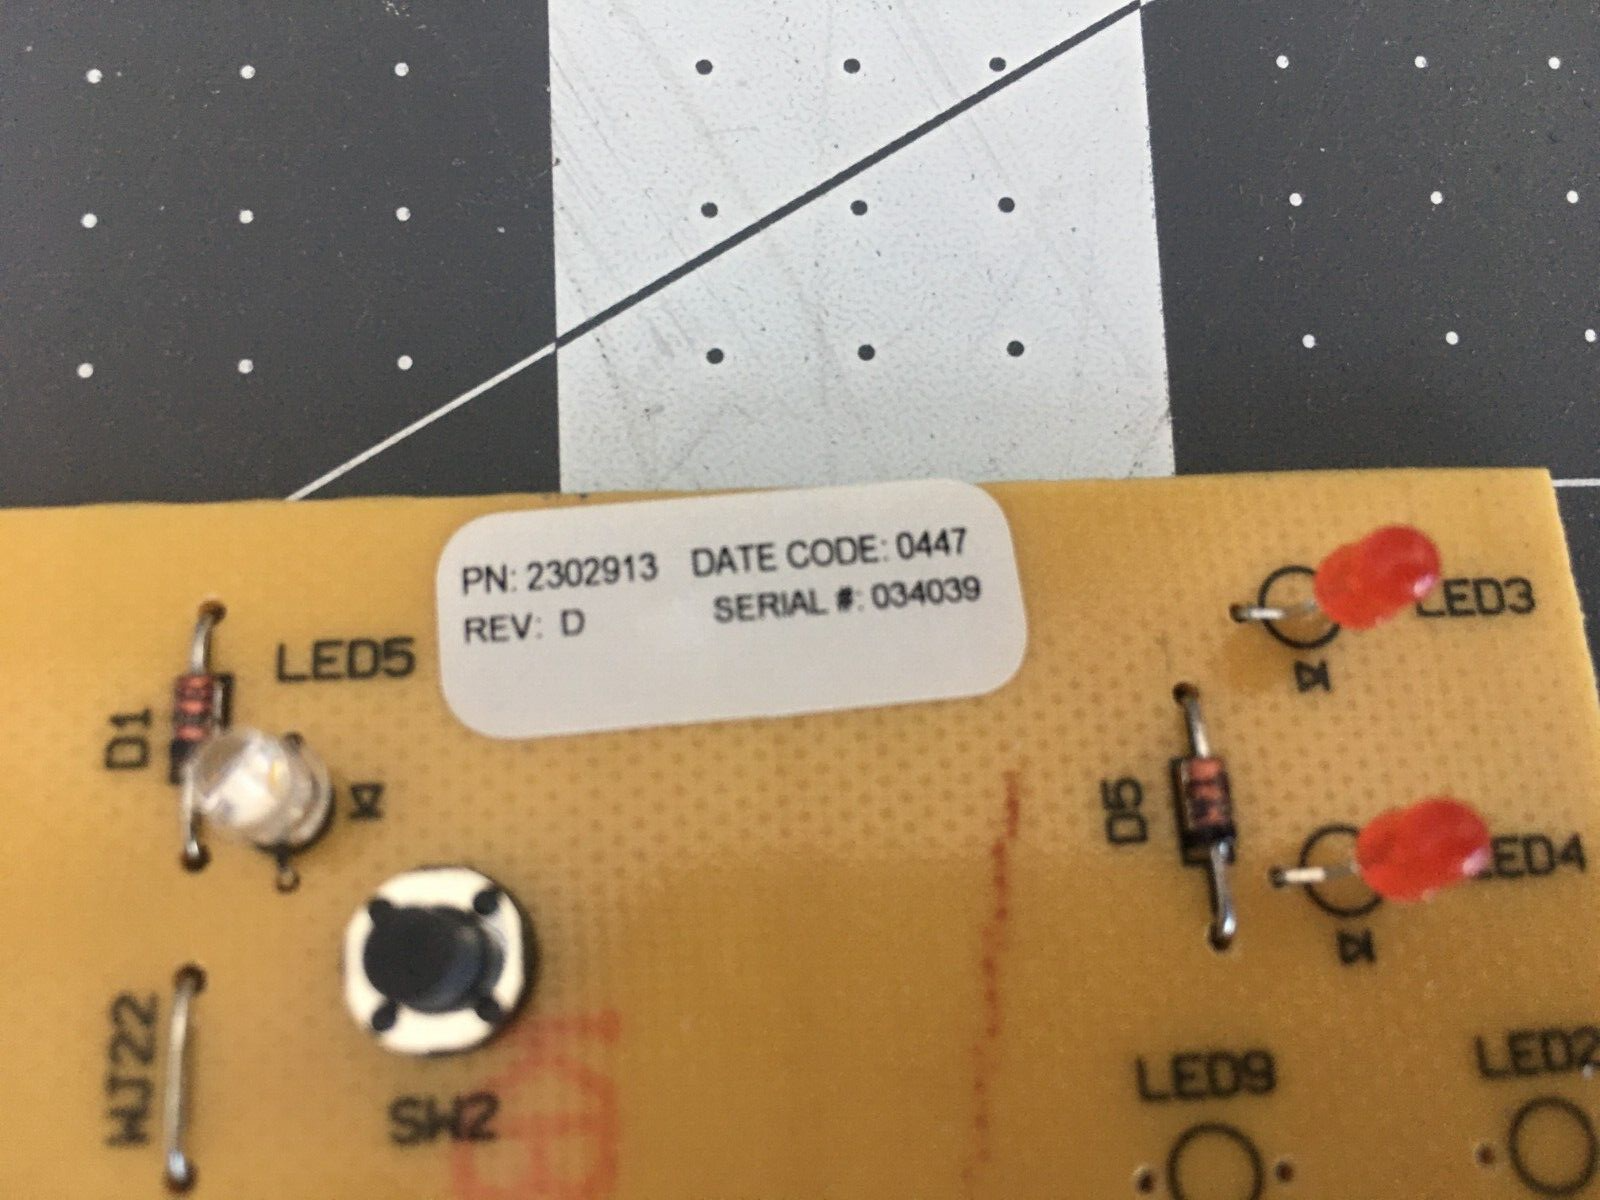 PN: 2302913 DATE CODE: 0447
REV: D SERIAL #: 034039
LED5
D1
LED3
D5
LED4
WJ22
SW2
LED9
LED2